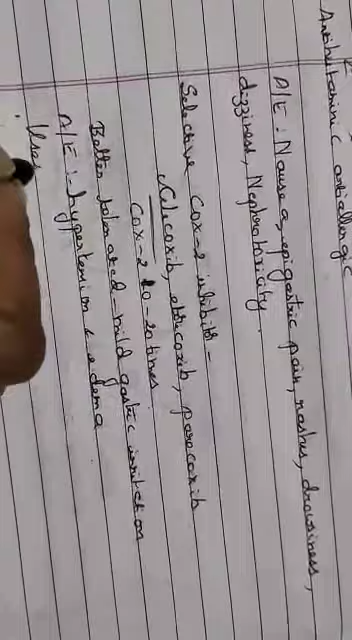 Antihistaminic antiallergic
A/E : Nausea, epigastric pain, rashes, drowsiness,
dizziness, Nephrotoxicity.
Selective Cox-2 inhibitors -
Celecoxib, etoricoxib, parecoxib
Cox-2 10-20 times
Better tolerated - mild gastric irritation
A/E : hypertension & edema
Uses